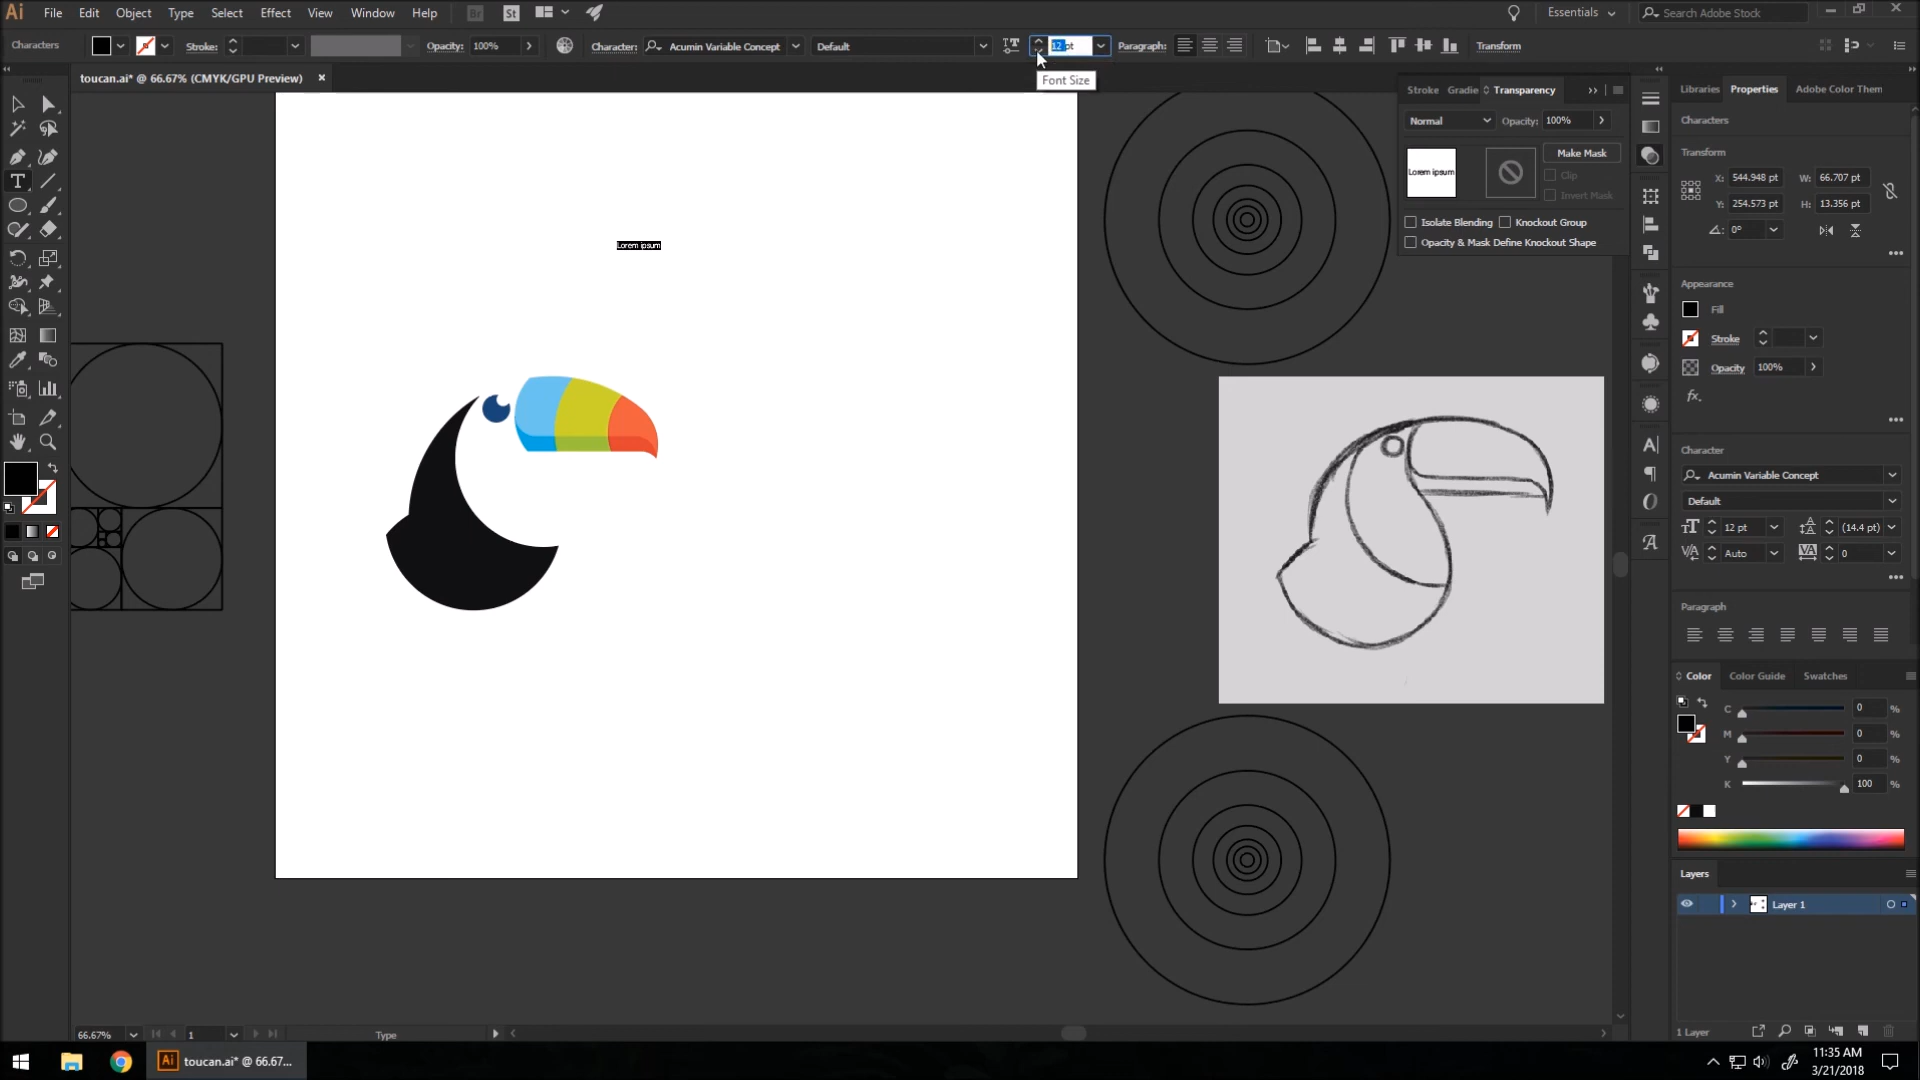 Ai File Edit Object Type Select Effect View Window Help Br St Essentials Search Adobe Stock
Characters Stroke: Opacity: 100% Character: Acumin Variable Concept Default 12 pt Paragraph: Transform
toucan.ai* @ 66.67% (CMYK/GPU Preview)
Font Size
Lorem ipsum
Stroke Gradie Transparency
Normal Opacity: 100%
Lorem ipsum
Make Mask
Clip
Invert Mask
Isolate Blending Knockout Group
Opacity & Mask Define Knockout Shape
Libraries Properties Adobe Color Them
Characters
Transform
X: 544.948 pt W: 66.707 pt
Y: 254.573 pt H: 13.356 pt
0°
Appearance
Fill
Stroke
Opacity 100%
fx.
Character
Acumin Variable Concept
Default
12 pt (14.4 pt)
Auto 0
Paragraph
Color Color Guide Swatches
C 0 %
M 0 %
Y 0 %
K 100 %
Layers
Layer 1
1 Layer
66.67% 1 Type
Ai toucan.ai* @ 66.67...
11:35 AM
3/21/2018